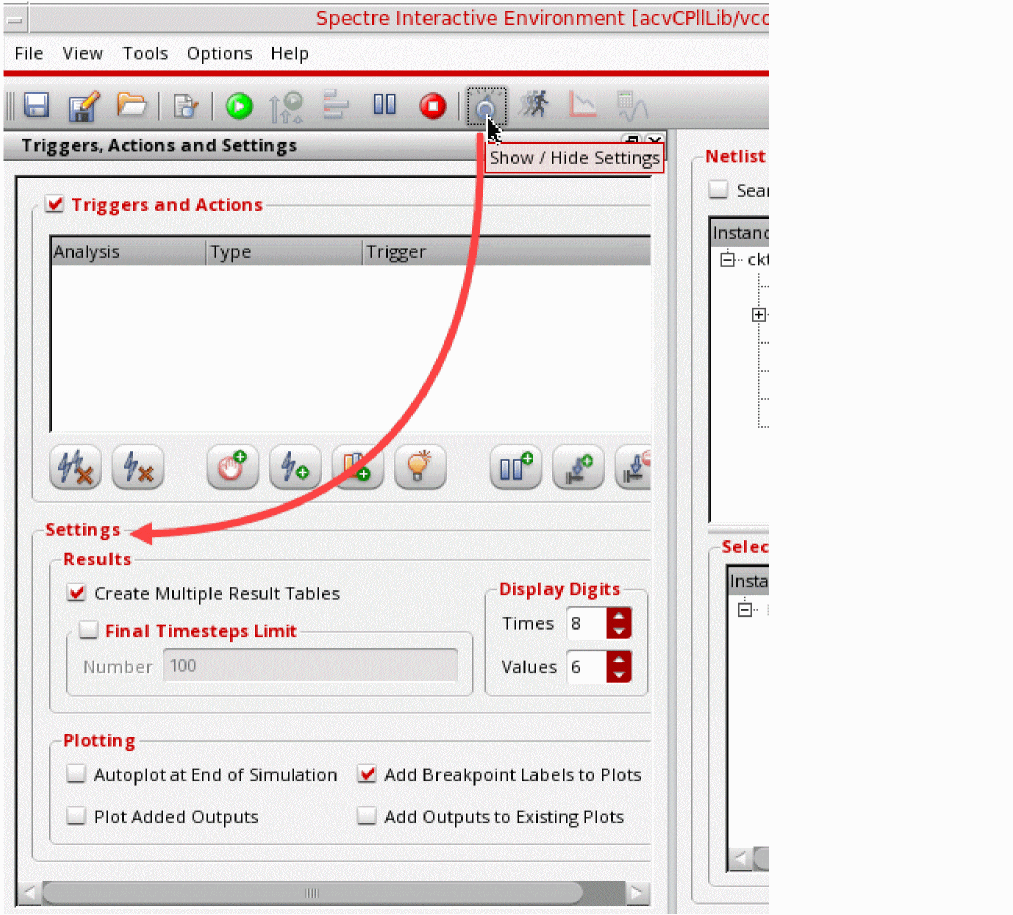 Spectre Interactive Environment [acvCPllLib/vcc
File View Tools Options Help
Triggers, Actions and Settings
Show / Hide Settings
Triggers and Actions
Analysis Type Trigger
Settings
Results
Create Multiple Result Tables
Final Timesteps Limit
Number 100
Display Digits
Times 8
Values 6
Plotting
Autoplot at End of Simulation
Add Breakpoint Labels to Plots
Plot Added Outputs
Add Outputs to Existing Plots
Netlist
Sear
Instanc
ckt
Selec
Insta